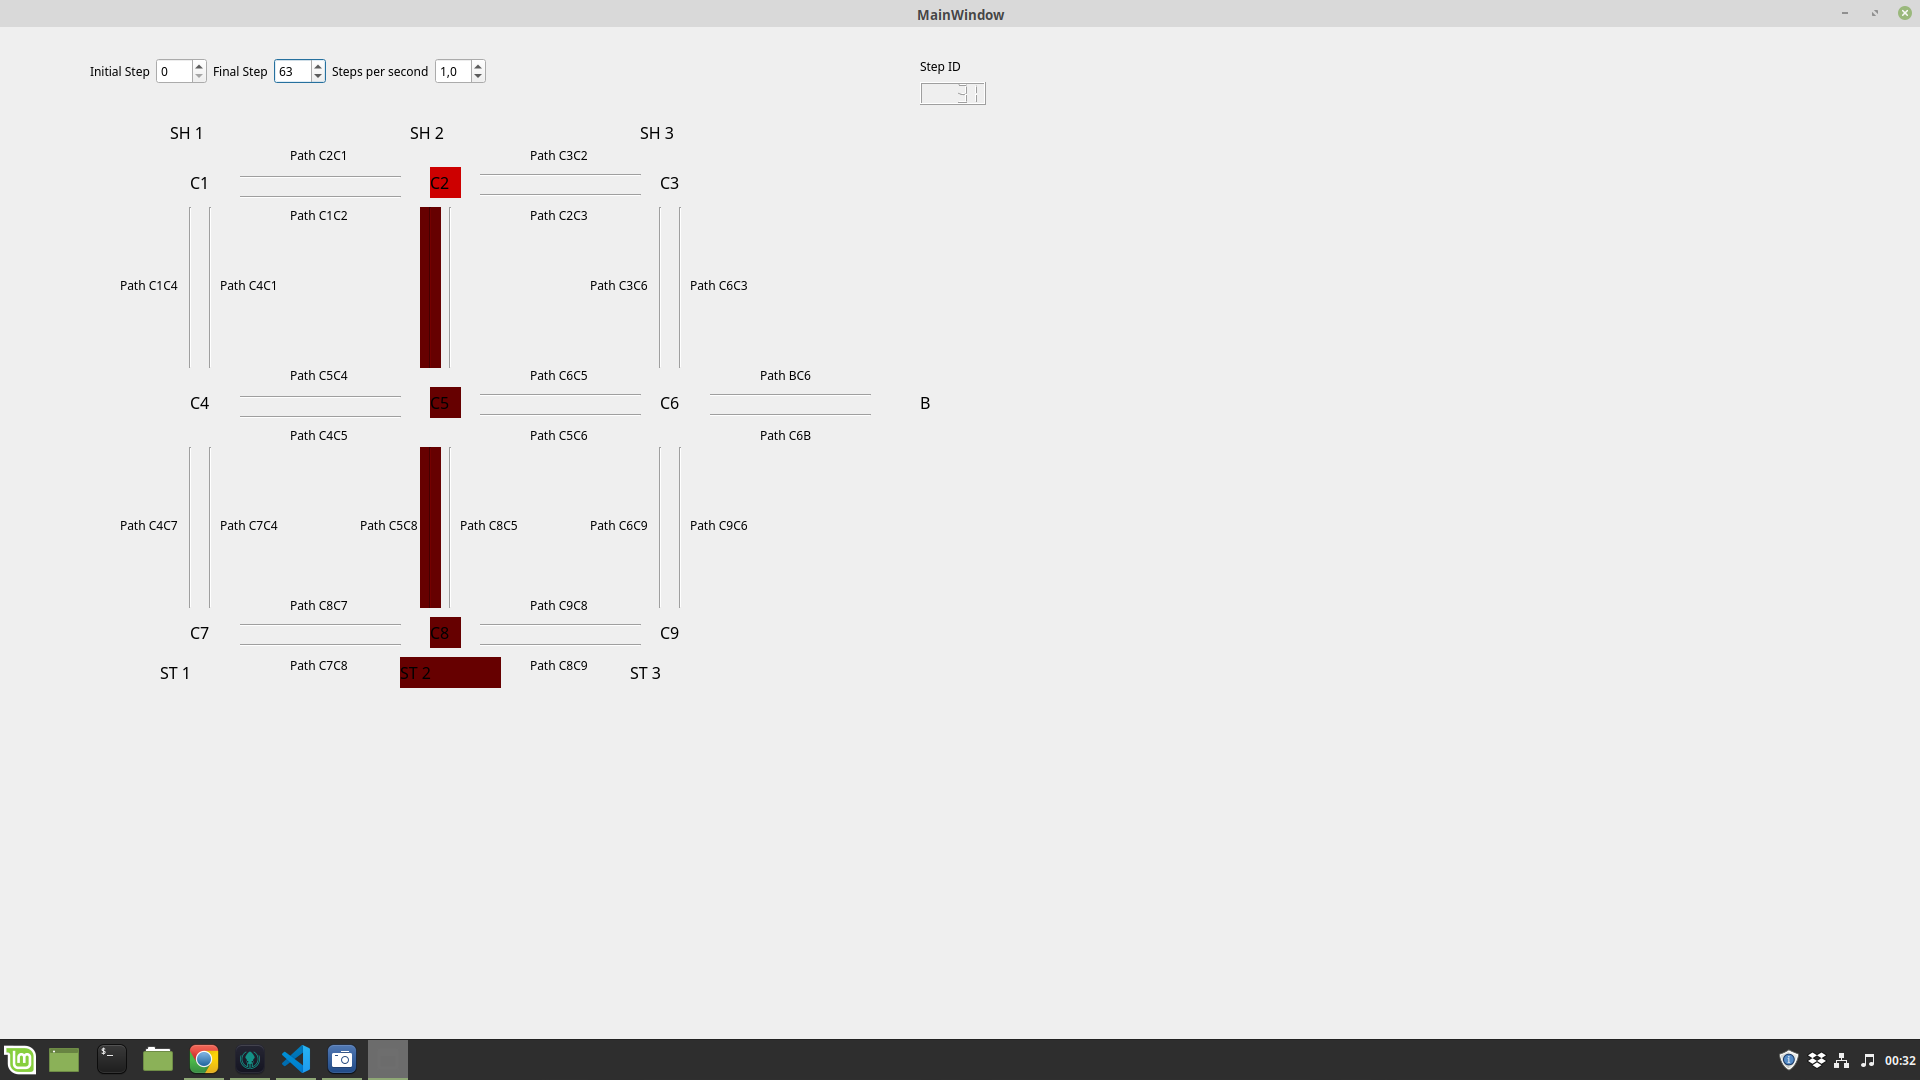 MainWindow
Initial Step 0 Final Step 63 Steps per second 1,0
Step ID
31
SH 1 SH 2 SH 3
Path C2C1 Path C3C2
C1 C2 C3
Path C1C2 Path C2C3
Path C1C4 Path C4C1 Path C3C6 Path C6C3
Path C5C4 Path C6C5 Path BC6
C4 C5 C6 B
Path C4C5 Path C5C6 Path C6B
Path C4C7 Path C7C4 Path C5C8 Path C8C5 Path C6C9 Path C9C6
Path C8C7 Path C9C8
C7 C8 C9
Path C7C8 Path C8C9
ST 1 ST 2 ST 3
00:32